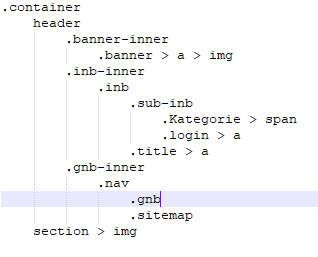 .container
header
.banner-inner
.banner > a > img
.inb-inner
.inb
.sub-inb
.Kategorie > span
.login > a
.title > a
.gnb-inner
.nav
.gnb
.sitemap
section > img